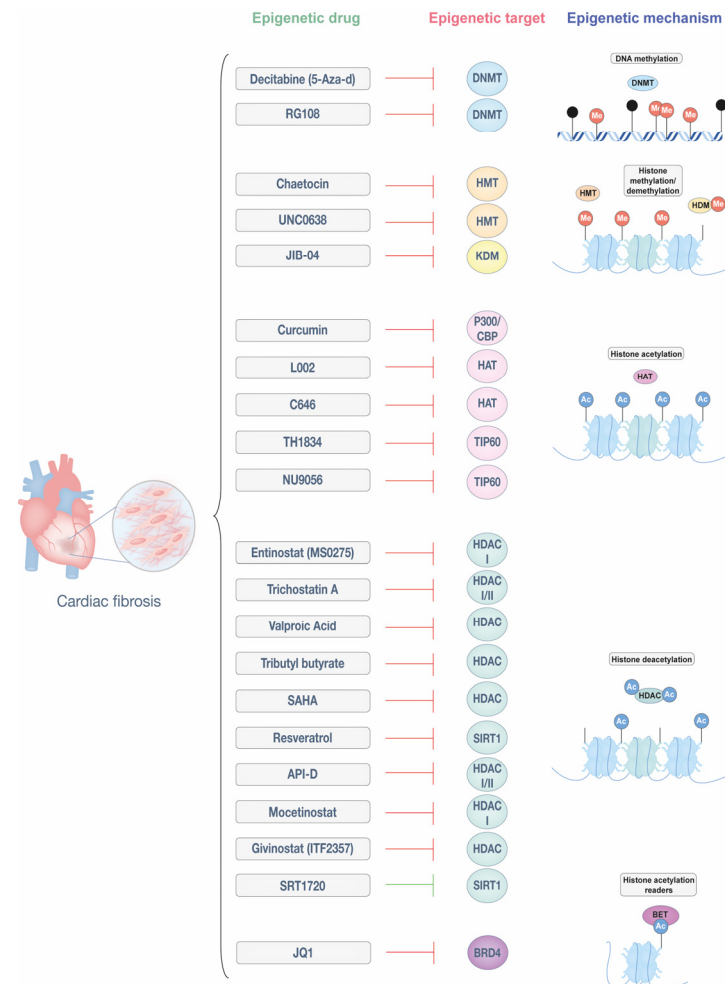 Epigenetic drug
Epigenetic target
Epigenetic mechanism
Decitabine (5-Aza-d)
DNMT
RG108
DNMT
DNA methylation
DNMT
Me
Me
Me
Me
Chaetocin
HMT
UNC0638
HMT
JIB-04
KDM
Histone
methylation/
demethylation
HMT
HDM
Me
Me
Me
Me
Curcumin
P300/
CBP
L002
HAT
C646
HAT
TH1834
TIP60
NU9056
TIP60
Histone acetylation
HAT
Ac
Ac
Ac
Ac
Cardiac fibrosis
Entinostat (MS0275)
HDAC
I
Trichostatin A
HDAC
I/II
Valproic Acid
HDAC
Tributyl butyrate
HDAC
SAHA
HDAC
Resveratrol
SIRT1
API-D
HDAC
I/II
Mocetinostat
HDAC
I
Givinostat (ITF2357)
HDAC
SRT1720
SIRT1
Histone deacetylation
Ac
HDAC
Ac
Ac
Ac
JQ1
BRD4
Histone acetylation
readers
BET
Ac